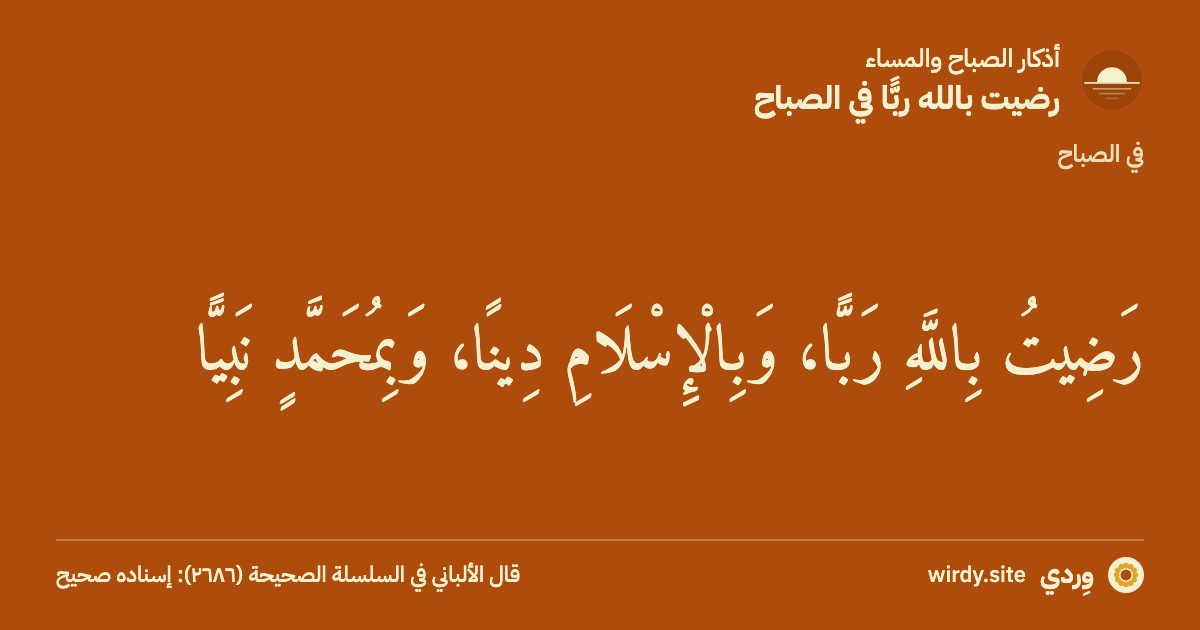 أذكار الصباح والمساء
رضيت بالله ربًّا في الصباح
في الصباح
رَضِيتُ بِاللَّهِ رَبًّا، وَبِالْإِسْلَامِ دِينًا، وَبِمُحَمَّدٍ نَبِيًّا
وِردي wirdy.site
قال الألباني في السلسلة الصحيحة (٢٦٨٦): إسناده صحيح